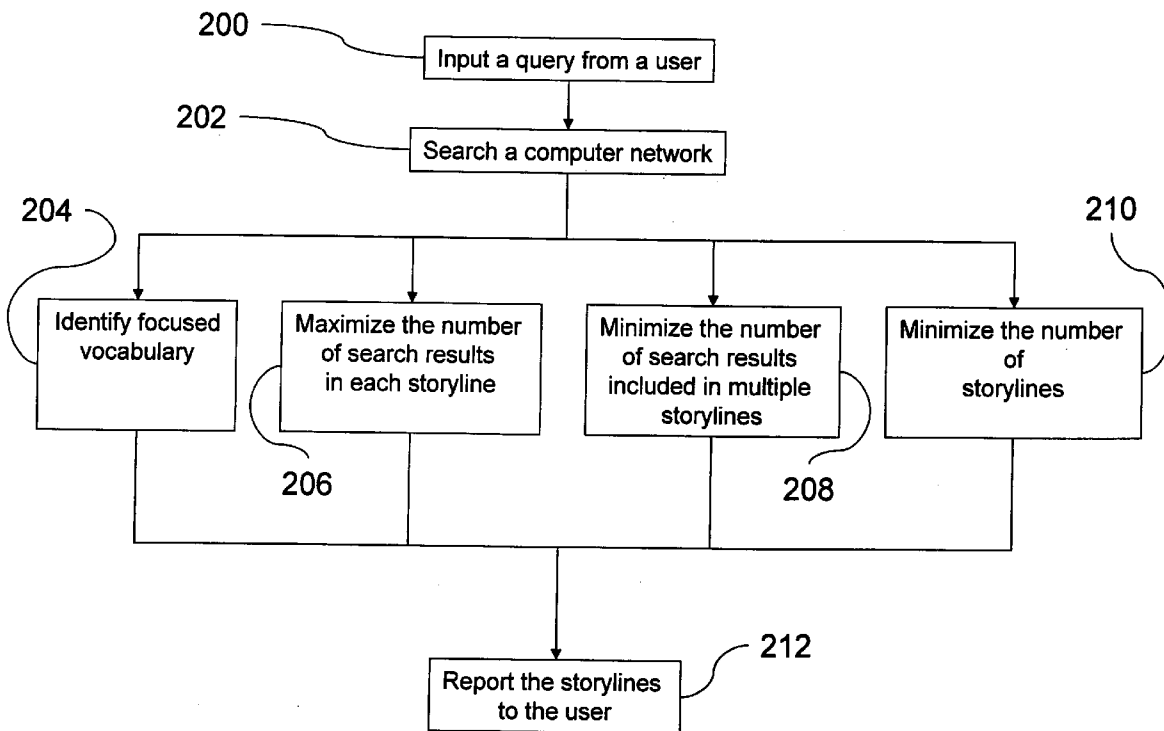 200
Input a query from a user
202
Search a computer network
204
210
Identify focused
vocabulary
Maximize the number
of search results
in each storyline
Minimize the number
of search results
included in multiple
storylines
Minimize the number
of
storylines
206
208
212
Report the storylines
to the user